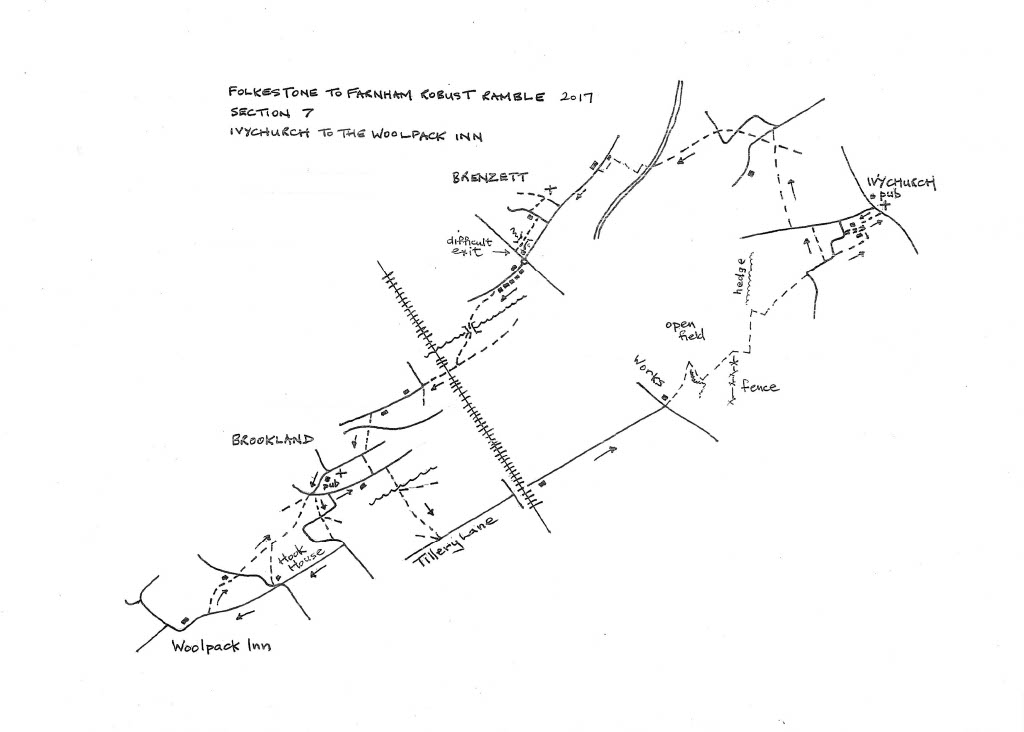 FOLKESTONE TO FARNHAM ROBUST RAMBLE 2017
SECTION 7
IVYCHURCH TO THE WOOLPACK INN
BRENZETT
IVYCHURCH
pub
difficult
exit
hedge
open
field
Works
fence
BROOKLAND
pub
Hook
House
Tillery Lane
Woolpack Inn